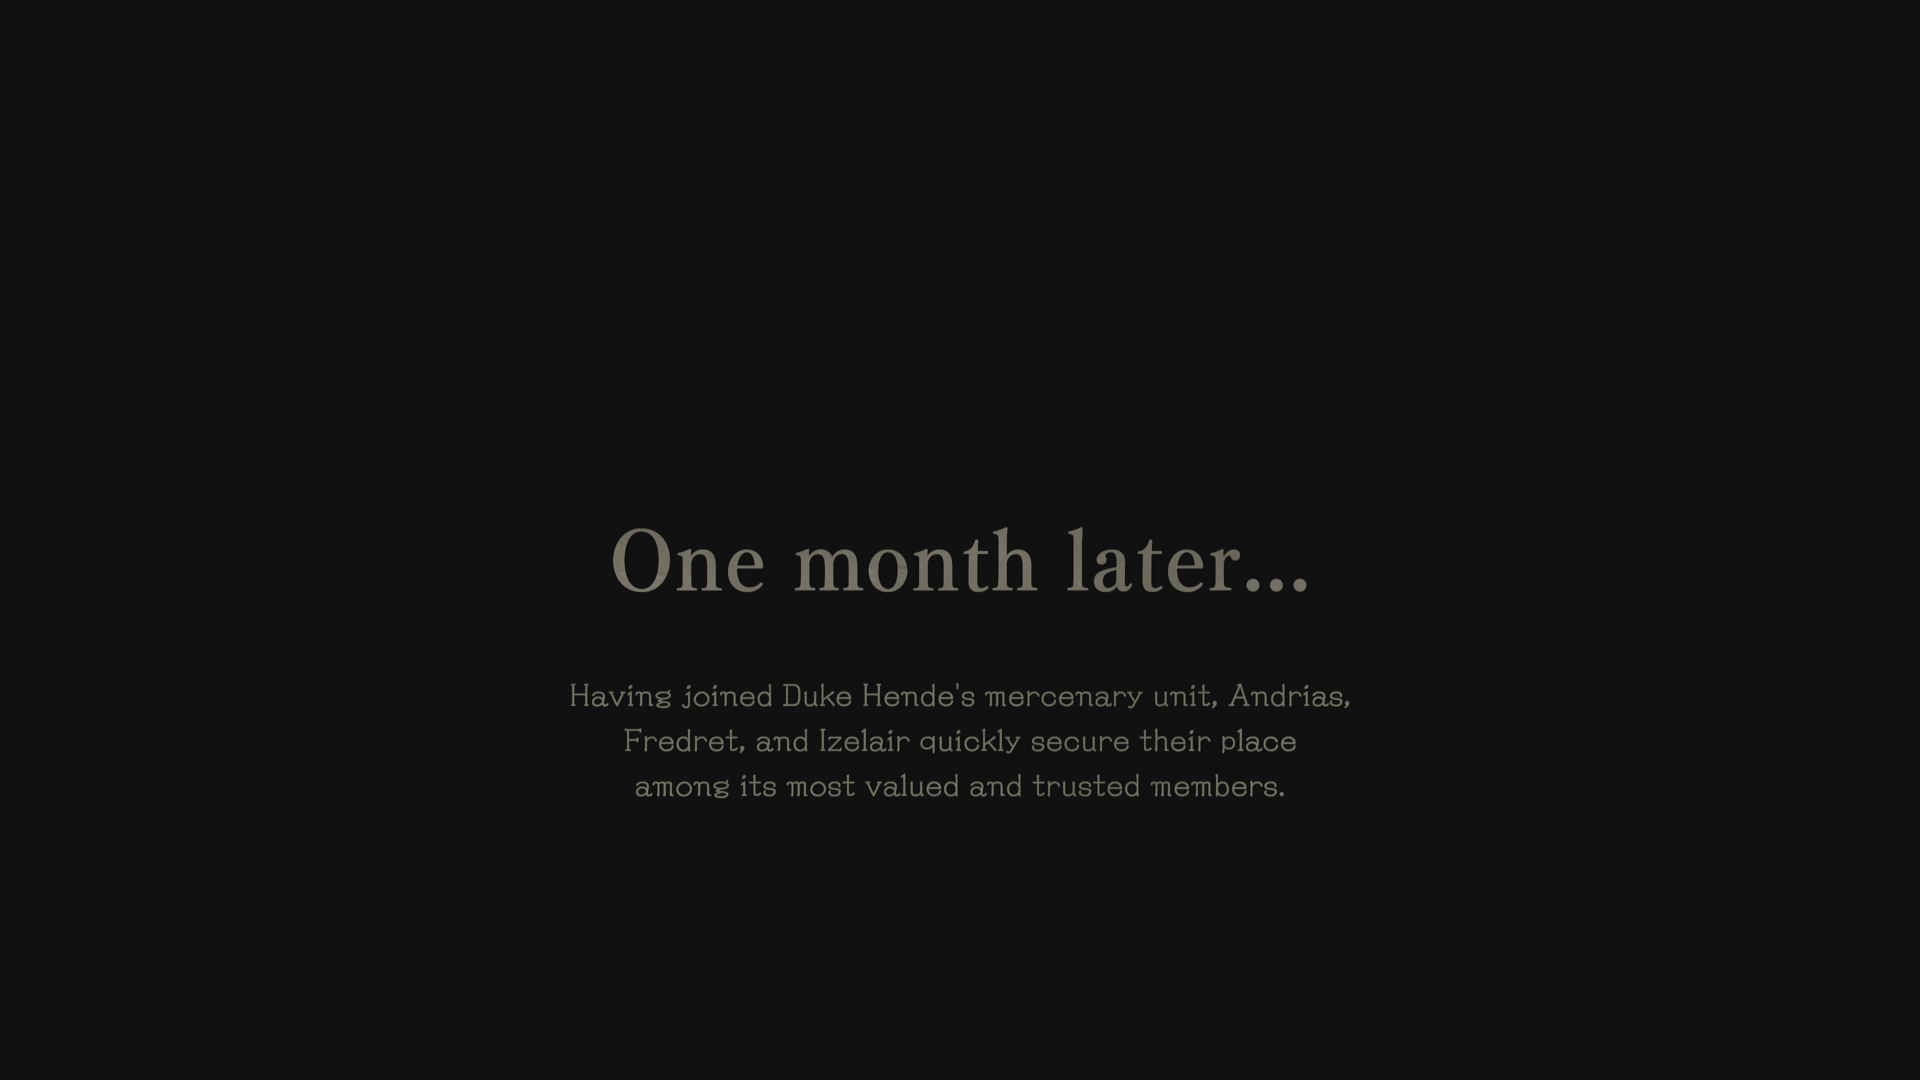 One month later...
Having joined Duke Hende's mercenary unit, Andrias,
Fredret, and Izelair quickly secure their place
among its most valued and trusted members.